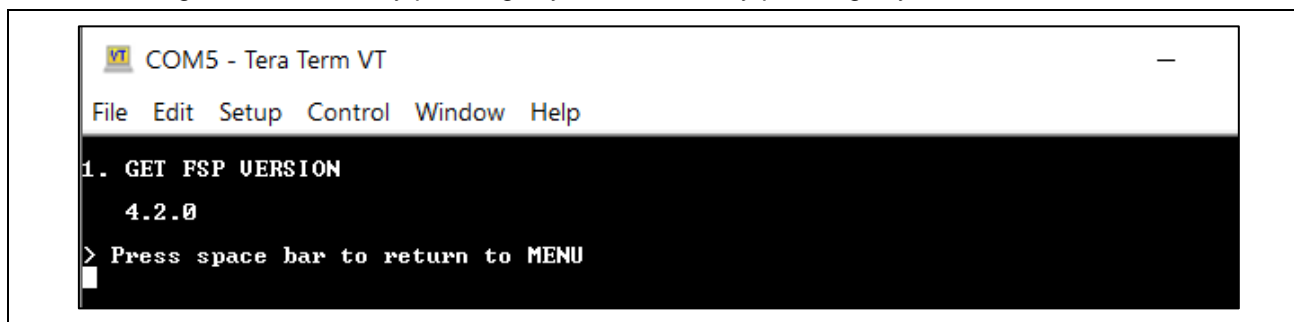 COM5 - Tera Term VT
File Edit Setup Control Window Help
1. GET FSP VERSION
4.2.0
> Press space bar to return to MENU